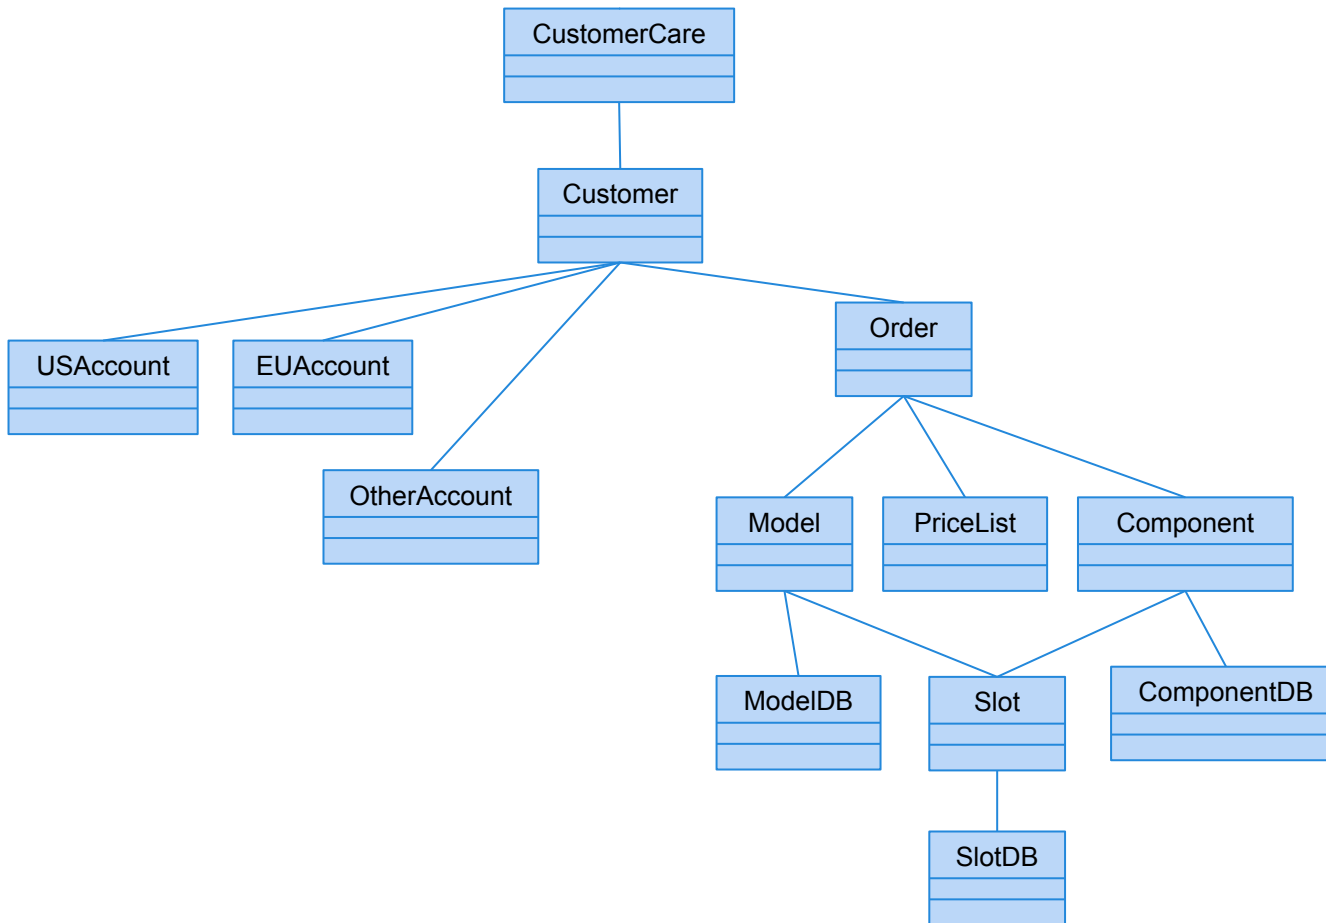 CustomerCare
Customer
Order
USAccount
EUAccount
OtherAccount
Model
PriceList
Component
ModelDB
Slot
ComponentDB
SlotDB